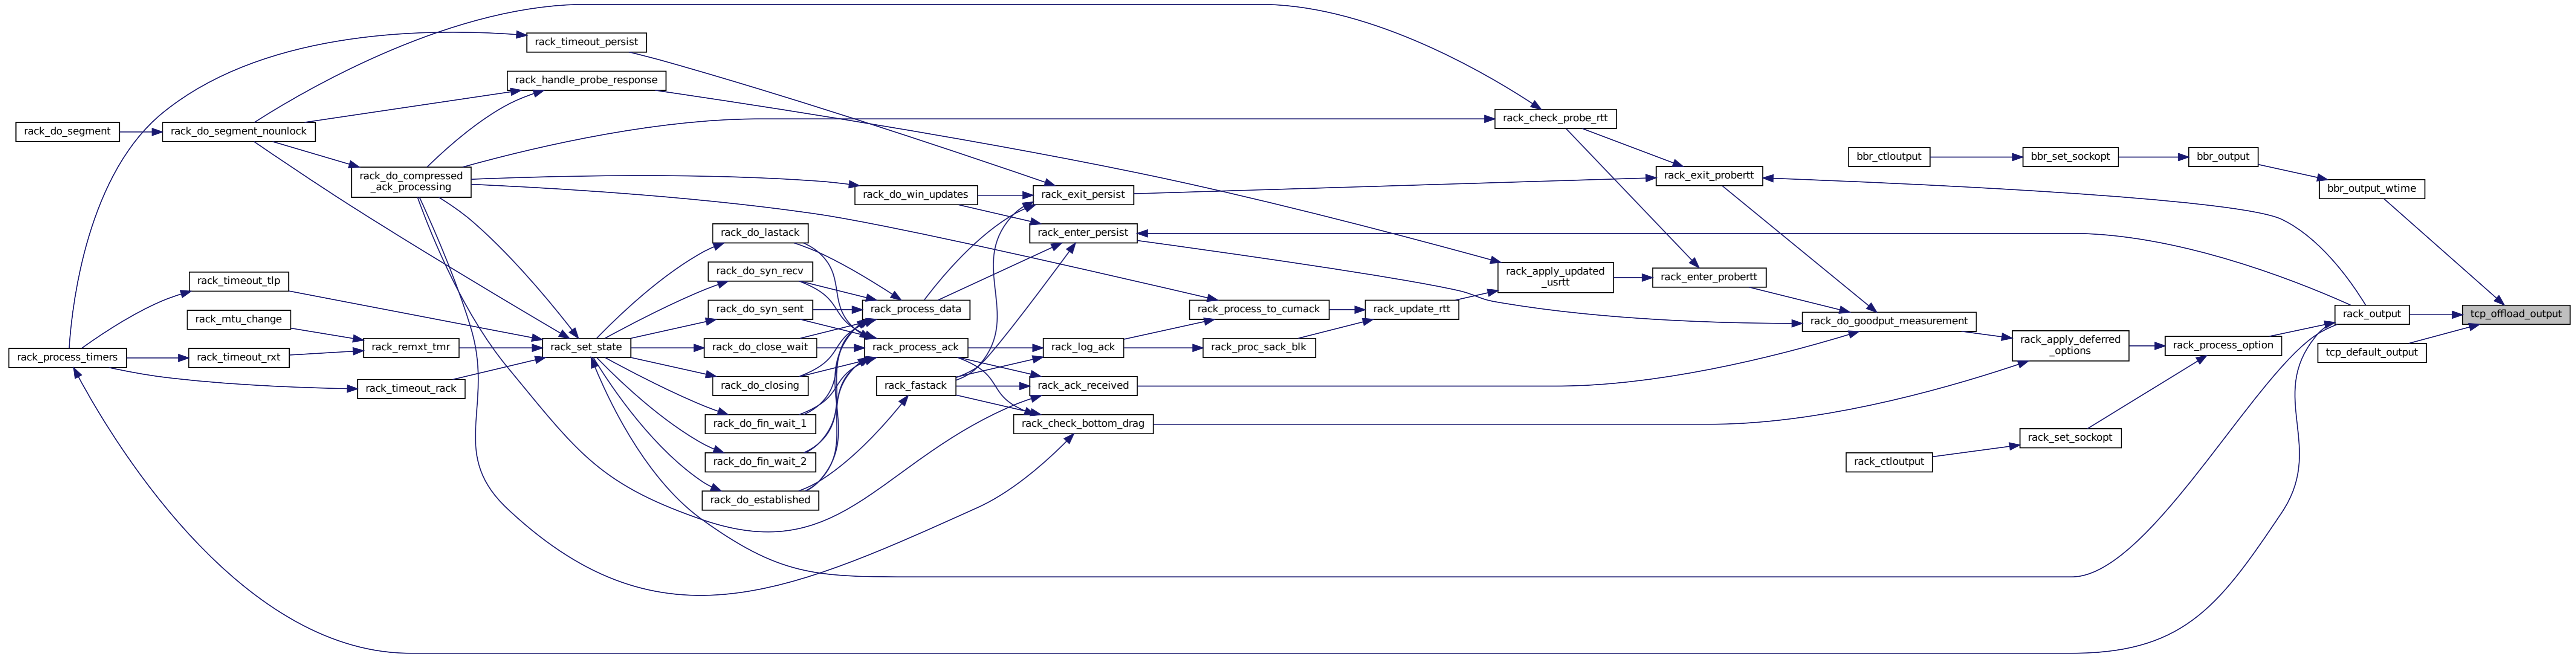 rack_timeout_persist
rack_handle_probe_response
rack_check_probe_rtt
rack_do_segment
rack_do_segment_nounlock
bbr_ctloutput
bbr_set_sockopt
bbr_output
rack_do_compressed
_ack_processing
rack_exit_probertt
bbr_output_wtime
rack_do_win_updates
rack_exit_persist
rack_do_lastack
rack_enter_persist
rack_do_syn_recv
rack_apply_updated
_usrtt
rack_enter_probertt
rack_timeout_tlp
rack_do_syn_sent
rack_process_data
rack_process_to_cumack
rack_update_rtt
rack_output
tcp_offload_output
rack_mtu_change
rack_do_goodput_measurement
rack_process_timers
rack_timeout_rxt
rack_remxt_tmr
rack_set_state
rack_do_close_wait
rack_process_ack
rack_log_ack
rack_proc_sack_blk
rack_apply_deferred
_options
rack_process_option
tcp_default_output
rack_timeout_rack
rack_do_closing
rack_fastack
rack_ack_received
rack_do_fin_wait_1
rack_check_bottom_drag
rack_set_sockopt
rack_do_fin_wait_2
rack_ctloutput
rack_do_established